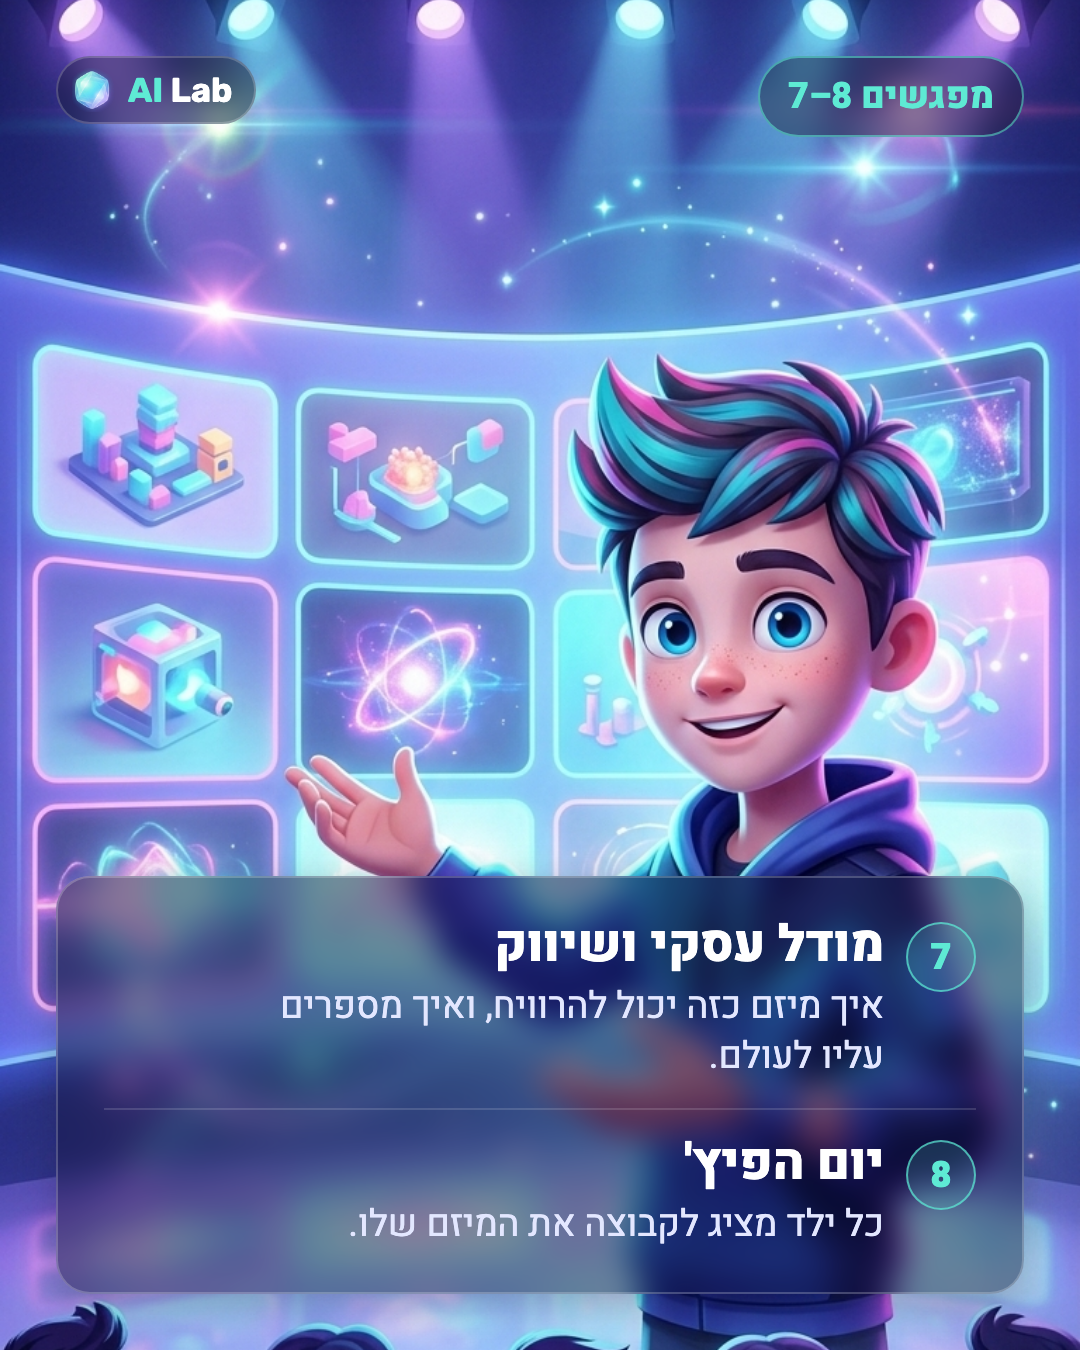 AI Lab
מפגשים 7–8
7
מודל עסקי ושיווק
איך מיזם כזה יכול להרוויח, ואיך מספרים
עליו לעולם.
8
יום הפיץ'
כל ילד מציג לקבוצה את המיזם שלו.